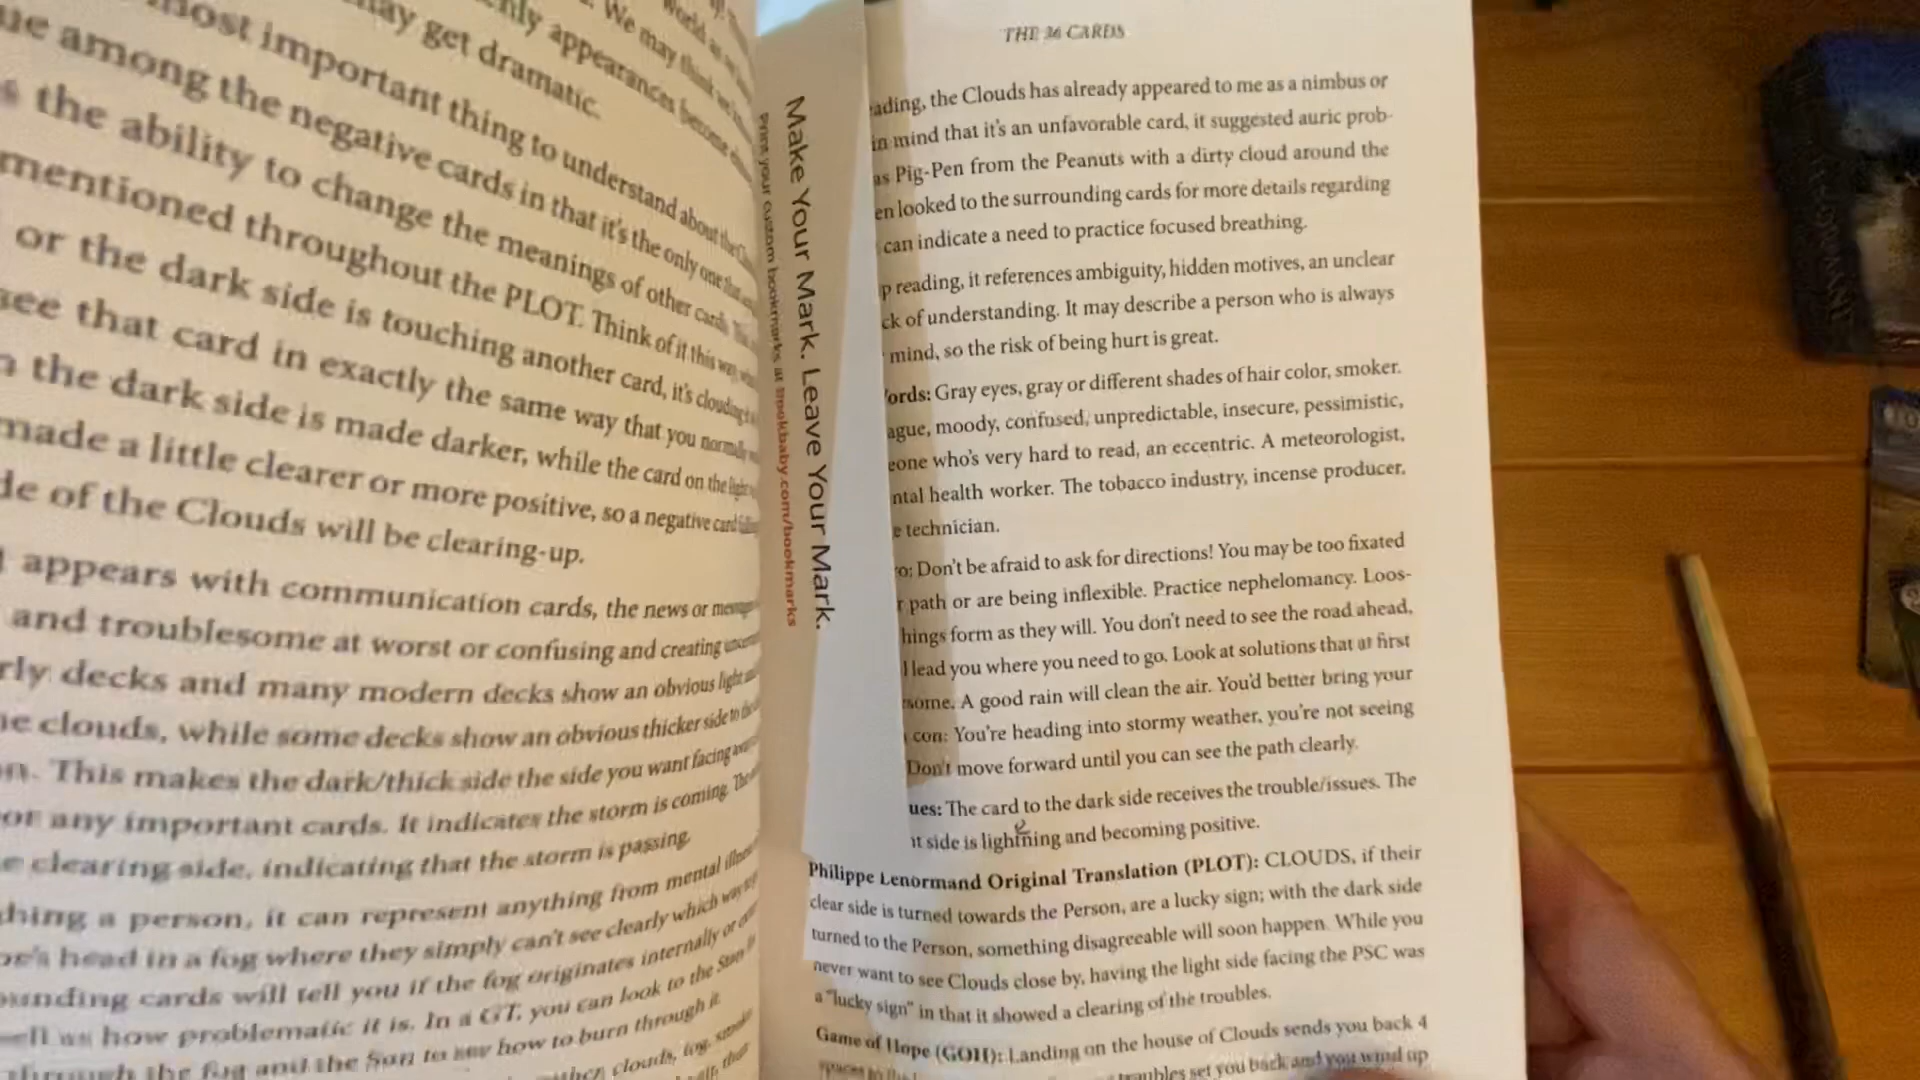 most important thing to understand about the
may get dramatic.
appearances become
We may think
World as
ue among the negative cards in that it's the only one that
s the ability to change the meanings of other cards. This
mentioned throughout the PLOT. Think of it this way,
or the dark side is touching another card, it's clouding
see that card in exactly the same way that you normally
the dark side is made darker, while the card on the light
made a little clearer or more positive, so a negative card
de of the Clouds will be clearing-up.
appears with communication cards, the news or
and troublesome at worst or confusing and creating
rly decks and many modern decks show an obvious light
clouds, while some decks show an obvious thicker side to the
This makes the dark/thick side the side you want facing
or any important cards. It indicates the storm is coming.
e clearing side, indicating that the storm is passing.
hing a person, it can represent anything from mental
head in a fog where they simply can't see clearly which way
ounding cards will tell you if the fog originates internally or
ell as how problematic it is. In a GT, you can look to the Sun
through the fog and the Sun to see how to burn through it.
clouds, fog, smoke
Make Your Mark. Leave Your Mark.
Print your custom bookmarks at Bookbaby.com/bookmarks
THE 36 CARDS
eading, the Clouds has already appeared to me as a nimbus or
in mind that it's an unfavorable card, it suggested auric prob-
as Pig-Pen from the Peanuts with a dirty cloud around the
en looked to the surrounding cards for more details regarding
can indicate a need to practice focused breathing.
p reading, it references ambiguity, hidden motives, an unclear
ck of understanding. It may describe a person who is always
mind, so the risk of being hurt is great.
ords: Gray eyes, gray or different shades of hair color, smoker.
ague, moody, confused, unpredictable, insecure, pessimistic,
eone who's very hard to read, an eccentric. A meteorologist,
ntal health worker. The tobacco industry, incense producer,
e technician.
o: Don't be afraid to ask for directions! You may be too fixated
r path or are being inflexible. Practice nephelomancy. Loos-
hings form as they will. You don't need to see the road ahead,
l lead you where you need to go. Look at solutions that at first
some. A good rain will clean the air. You'd better bring your
con: You're heading into stormy weather, you're not seeing
Don't move forward until you can see the path clearly.
ues: The card to the dark side receives the trouble/issues. The
it side is lightning and becoming positive.
Philippe Lenormand Original Translation (PLOT): CLOUDS, if their
clear side is turned towards the Person, are a lucky sign; with the dark side
turned to the Person, something disagreeable will soon happen. While you
never want to see Clouds close by, having the light side facing the PSC was
a "lucky sign" in that it showed a clearing of the troubles.
Game of Hope (GOH): Landing on the house of Clouds sends you back 4
troubles set you back and you wind up